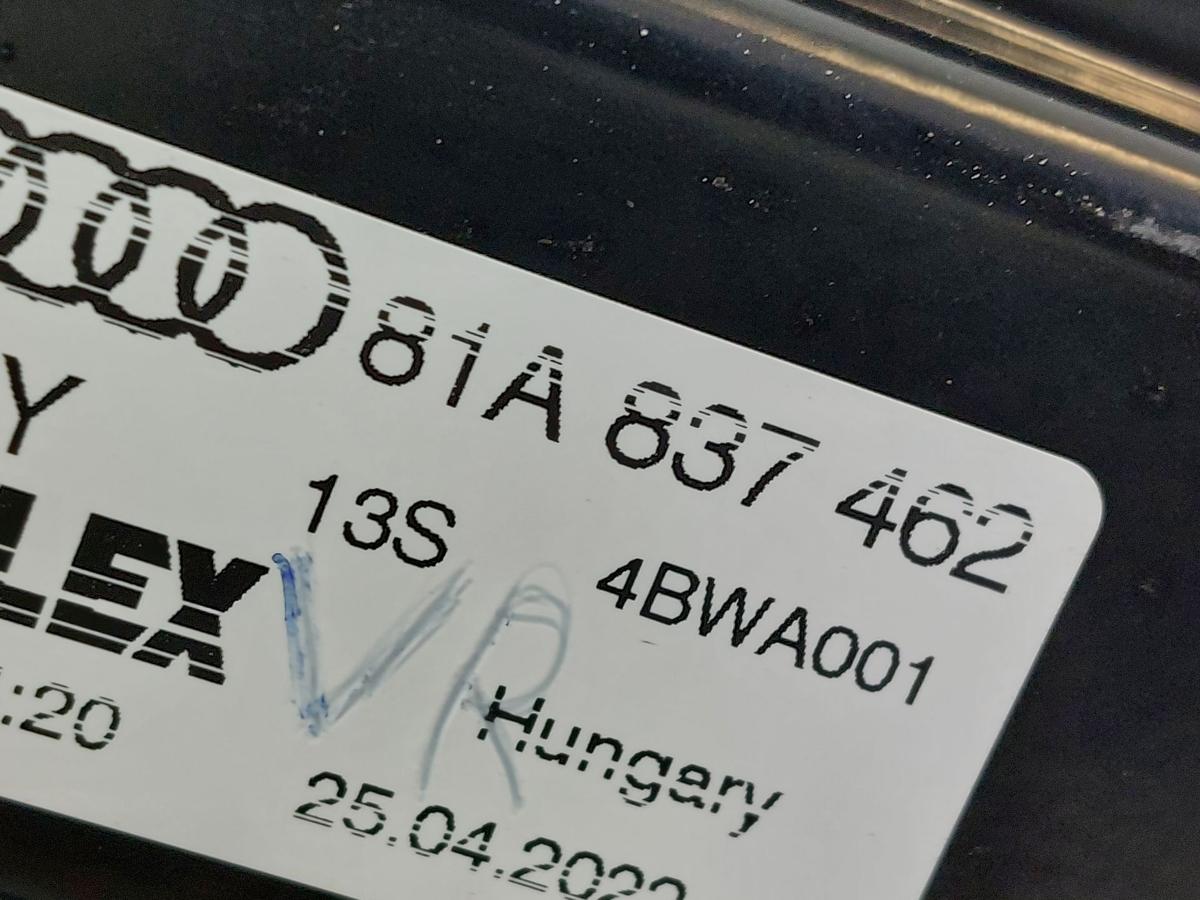 81A 837 462
Y
13S 4BWA001
LEX
VR
Hungary
:20
25.04.2022